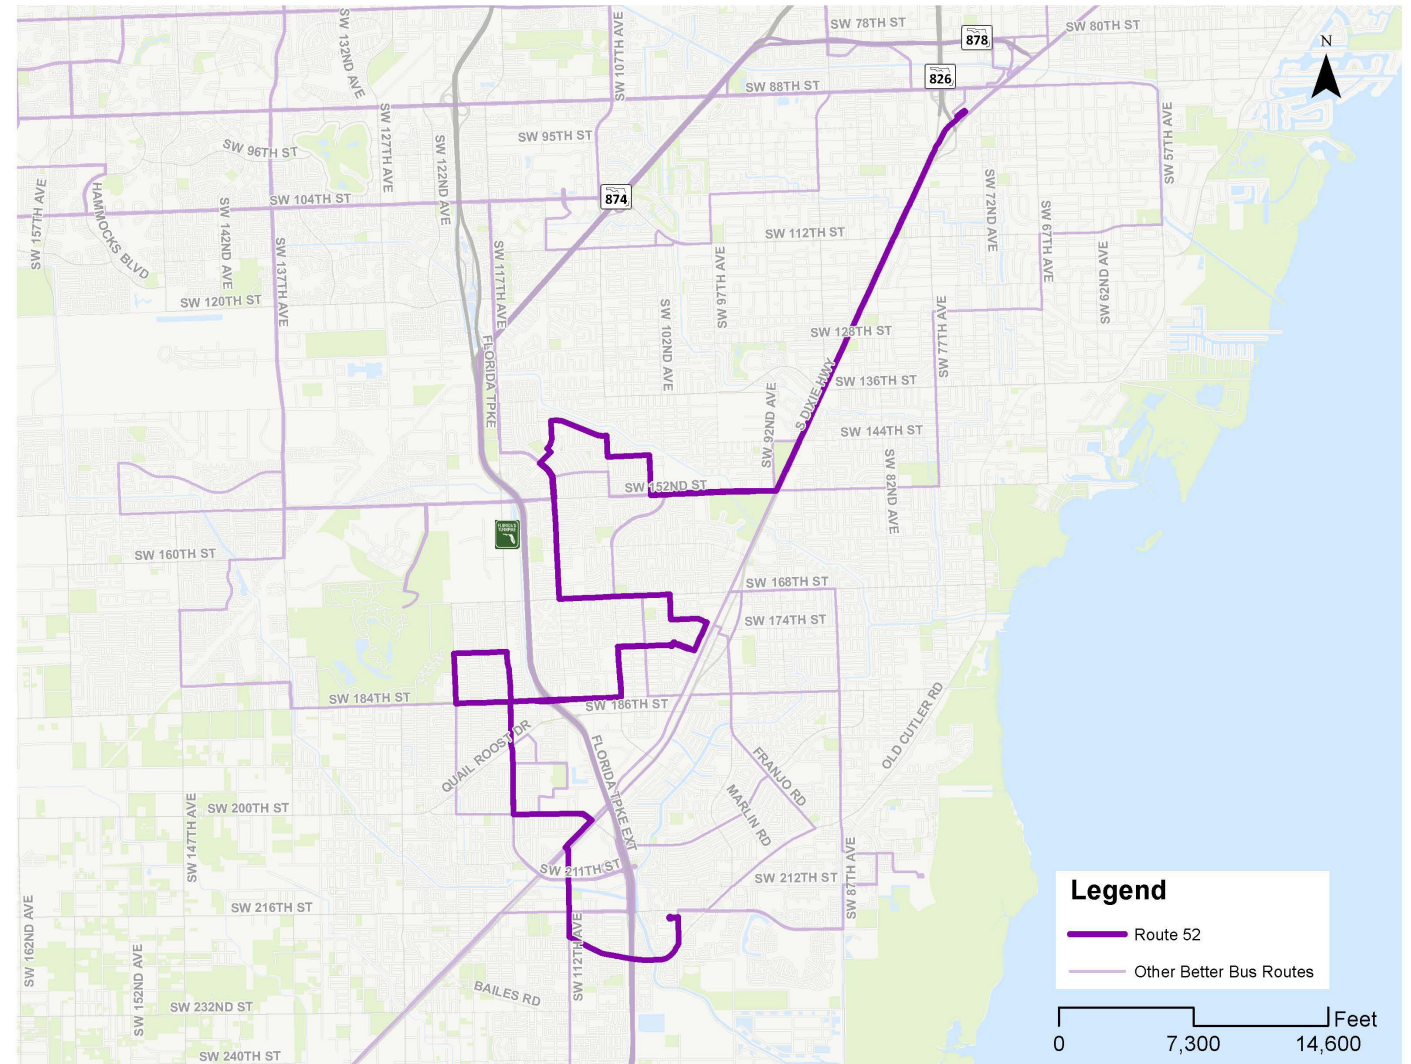 SW 78TH ST
SW 80TH ST
878
826
N
SW 132ND AVE
SW 107TH AVE
SW 88TH ST
SW 127TH AVE
SW 122ND AVE
SW 95TH ST
SW 96TH ST
SW 57TH AVE
SW 157TH AVE
HAMMOCKS BLVD
SW 142ND AVE
SW 104TH ST
874
SW 72ND AVE
SW 67TH AVE
SW 137TH AVE
SW 117TH AVE
SW 112TH ST
SW 97TH AVE
SW 62ND AVE
SW 120TH ST
SW 102ND AVE
SW 128TH ST
SW 77TH AVE
FLORIDA TPKE
SW 136TH ST
S DIXIE HWY
SW 92ND AVE
SW 144TH ST
SW 82ND AVE
SW 152ND ST
FLORIDA'S
TURNPIKE
SW 160TH ST
SW 168TH ST
SW 174TH ST
SW 184TH ST
SW 186TH ST
OLD CUTLER RD
QUAIL ROOST DR
FLORIDA TPKE EXT
FRANJO RD
MARLIN RD
SW 147TH AVE
SW 200TH ST
SW 211TH ST
SW 212TH ST
SW 87TH AVE
SW 216TH ST
SW 162ND AVE
SW 152ND AVE
SW 112TH AVE
BAILES RD
SW 232ND ST
SW 240TH ST
Legend
Route 52
Other Better Bus Routes
Feet
0 7,300 14,600